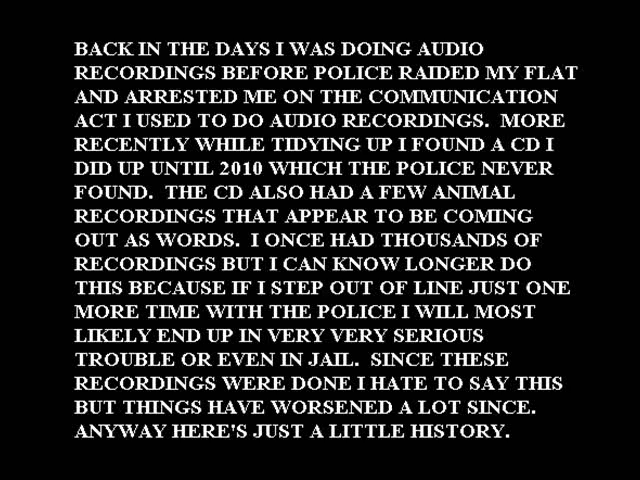 BACK IN THE DAYS I WAS DOING AUDIO
RECORDINGS BEFORE POLICE RAIDED MY FLAT
AND ARRESTED ME ON THE COMMUNICATION
ACT I USED TO DO AUDIO RECORDINGS.  MORE
RECENTLY WHILE TIDYING UP I FOUND A CD I
DID UP UNTIL 2010 WHICH THE POLICE NEVER
FOUND.  THE CD ALSO HAD A FEW ANIMAL
RECORDINGS THAT APPEAR TO BE COMING
OUT AS WORDS.  I ONCE HAD THOUSANDS OF
RECORDINGS BUT I CAN KNOW LONGER DO
THIS BECAUSE IF I STEP OUT OF LINE JUST ONE
MORE TIME WITH THE POLICE I WILL MOST
LIKELY END UP IN VERY VERY SERIOUS
TROUBLE OR EVEN IN JAIL.  SINCE THESE
RECORDINGS WERE DONE I HATE TO SAY THIS
BUT THINGS HAVE WORSENED A LOT SINCE.
ANYWAY HERE'S JUST A LITTLE HISTORY.